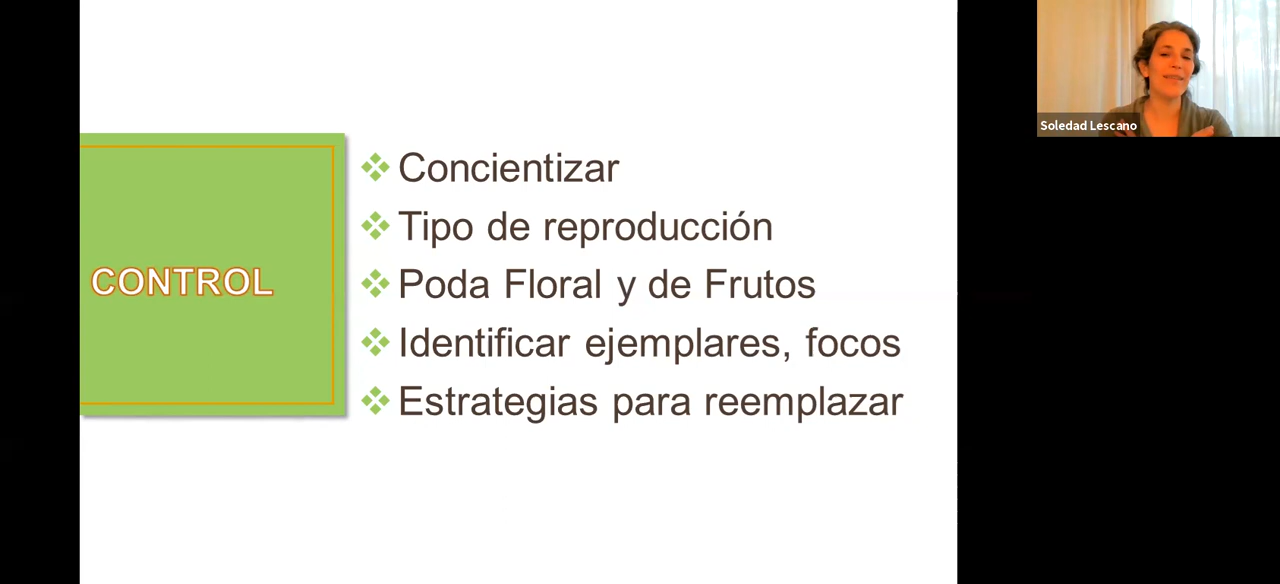 CONTROL
Concientizar
Tipo de reproducción
Poda Floral y de Frutos
Identificar ejemplares, focos
Estrategias para reemplazar
Soledad Lescano